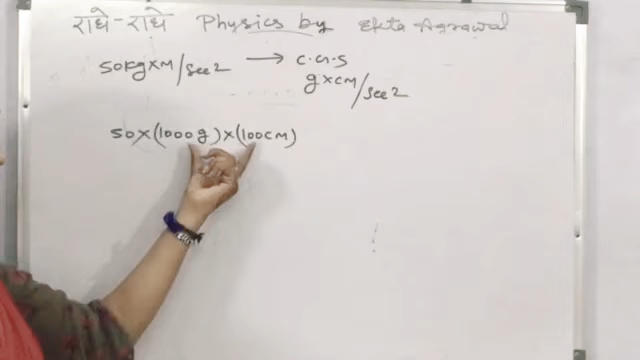 राधे-राधे Physics by Ekta Agrawal
50kg×M/sec2 → C.G.S
g×cm/sec2
50×(1000g)×(100cm)